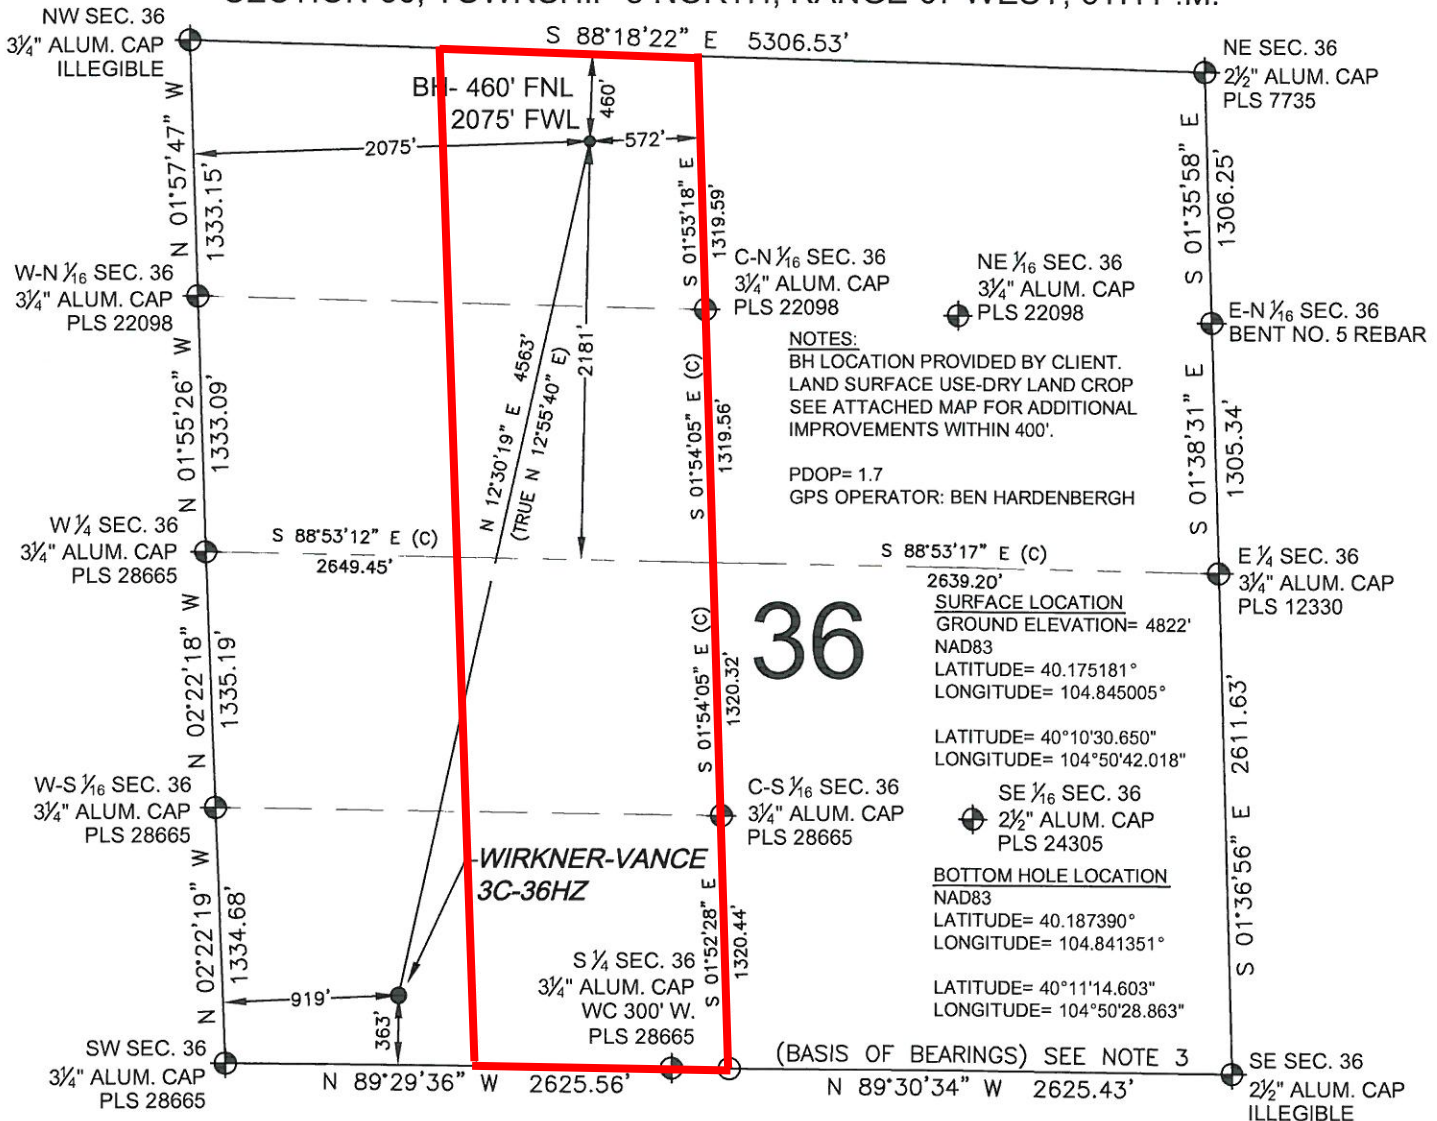 NW SEC. 36
3¼" ALUM. CAP
ILLEGIBLE
S 88°18'22" E 5306.53'
NE SEC. 36
2½" ALUM. CAP
PLS 7735
BH- 460' FNL
2075' FWL
460'
2075'
572'
N 01°57'47" W
1333.15'
S 01°53'18" E
1319.59'
S 01°35'58" E
1306.25'
W-N 1⁄16 SEC. 36
3¼" ALUM. CAP
PLS 22098
C-N 1⁄16 SEC. 36
3¼" ALUM. CAP
PLS 22098
NE 1⁄16 SEC. 36
3¼" ALUM. CAP
PLS 22098
E-N 1⁄16 SEC. 36
BENT NO. 5 REBAR
NOTES:
BH LOCATION PROVIDED BY CLIENT.
LAND SURFACE USE-DRY LAND CROP
SEE ATTACHED MAP FOR ADDITIONAL
IMPROVEMENTS WITHIN 400'.
PDOP= 1.7
GPS OPERATOR: BEN HARDENBERGH
N 01°55'26" W
1333.09'
N 12°30'19" E 4563'
(TRUE N 12°55'40" E)
2181'
S 01°54'05" E (C)
1319.56'
S 01°38'31" E
1305.34'
W ¼ SEC. 36
3¼" ALUM. CAP
PLS 28665
S 88°53'12" E (C)
2649.45'
S 88°53'17" E (C)
2639.20'
E ¼ SEC. 36
3¼" ALUM. CAP
PLS 12330
36
SURFACE LOCATION
GROUND ELEVATION= 4822'
NAD83
LATITUDE= 40.175181°
LONGITUDE= 104.845005°
LATITUDE= 40°10'30.650"
LONGITUDE= 104°50'42.018"
N 02°22'18" W
1335.19'
S 01°54'05" E (C)
1320.32'
S 01°36'56" E 2611.63'
W-S 1⁄16 SEC. 36
3¼" ALUM. CAP
PLS 28665
C-S 1⁄16 SEC. 36
3¼" ALUM. CAP
PLS 28665
SE 1⁄16 SEC. 36
2½" ALUM. CAP
PLS 24305
WIRKNER-VANCE
3C-36HZ
BOTTOM HOLE LOCATION
NAD83
LATITUDE= 40.187390°
LONGITUDE= 104.841351°
LATITUDE= 40°11'14.603"
LONGITUDE= 104°50'28.863"
N 02°22'19" W
1334.68'
S 01°52'28" E
1320.44'
919'
363'
S ¼ SEC. 36
3¼" ALUM. CAP
WC 300' W.
PLS 28665
SW SEC. 36
3¼" ALUM. CAP
PLS 28665
N 89°29'36" W 2625.56'
(BASIS OF BEARINGS) SEE NOTE 3
N 89°30'34" W 2625.43'
SE SEC. 36
2½" ALUM. CAP
ILLEGIBLE